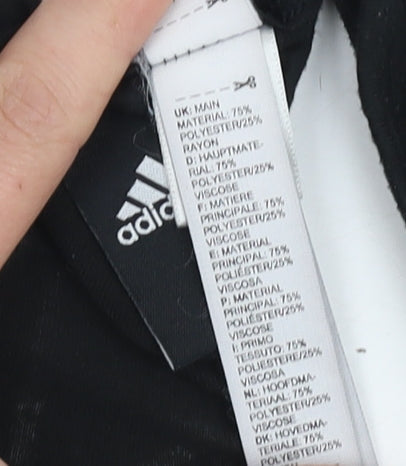 UK: MAIN
MATERIAL: 75%
POLYESTER/25%
RAYON
D: HAUPTMATE-
RIAL: 75%
POLYESTER/25%
VISCOSE
F: MATIERE
PRINCIPALE: 75%
POLYESTER/25%
VISCOSE
E: MATERIAL
PRINCIPAL: 75%
POLIÉSTER/25%
VISCOSA
P: MATERIAL
PRINCIPAL: 75%
POLIÉSTER/25%
VISCOSE
I: PRIMO
TESSUTO: 75%
POLIESTERE/25%
VISCOSA
NL: HOOFDMA-
TERIAAL: 75%
POLYESTER/25%
VISCOSE
DK: HOVEDMA-
TERIALE: 75%
POLYESTER/25%